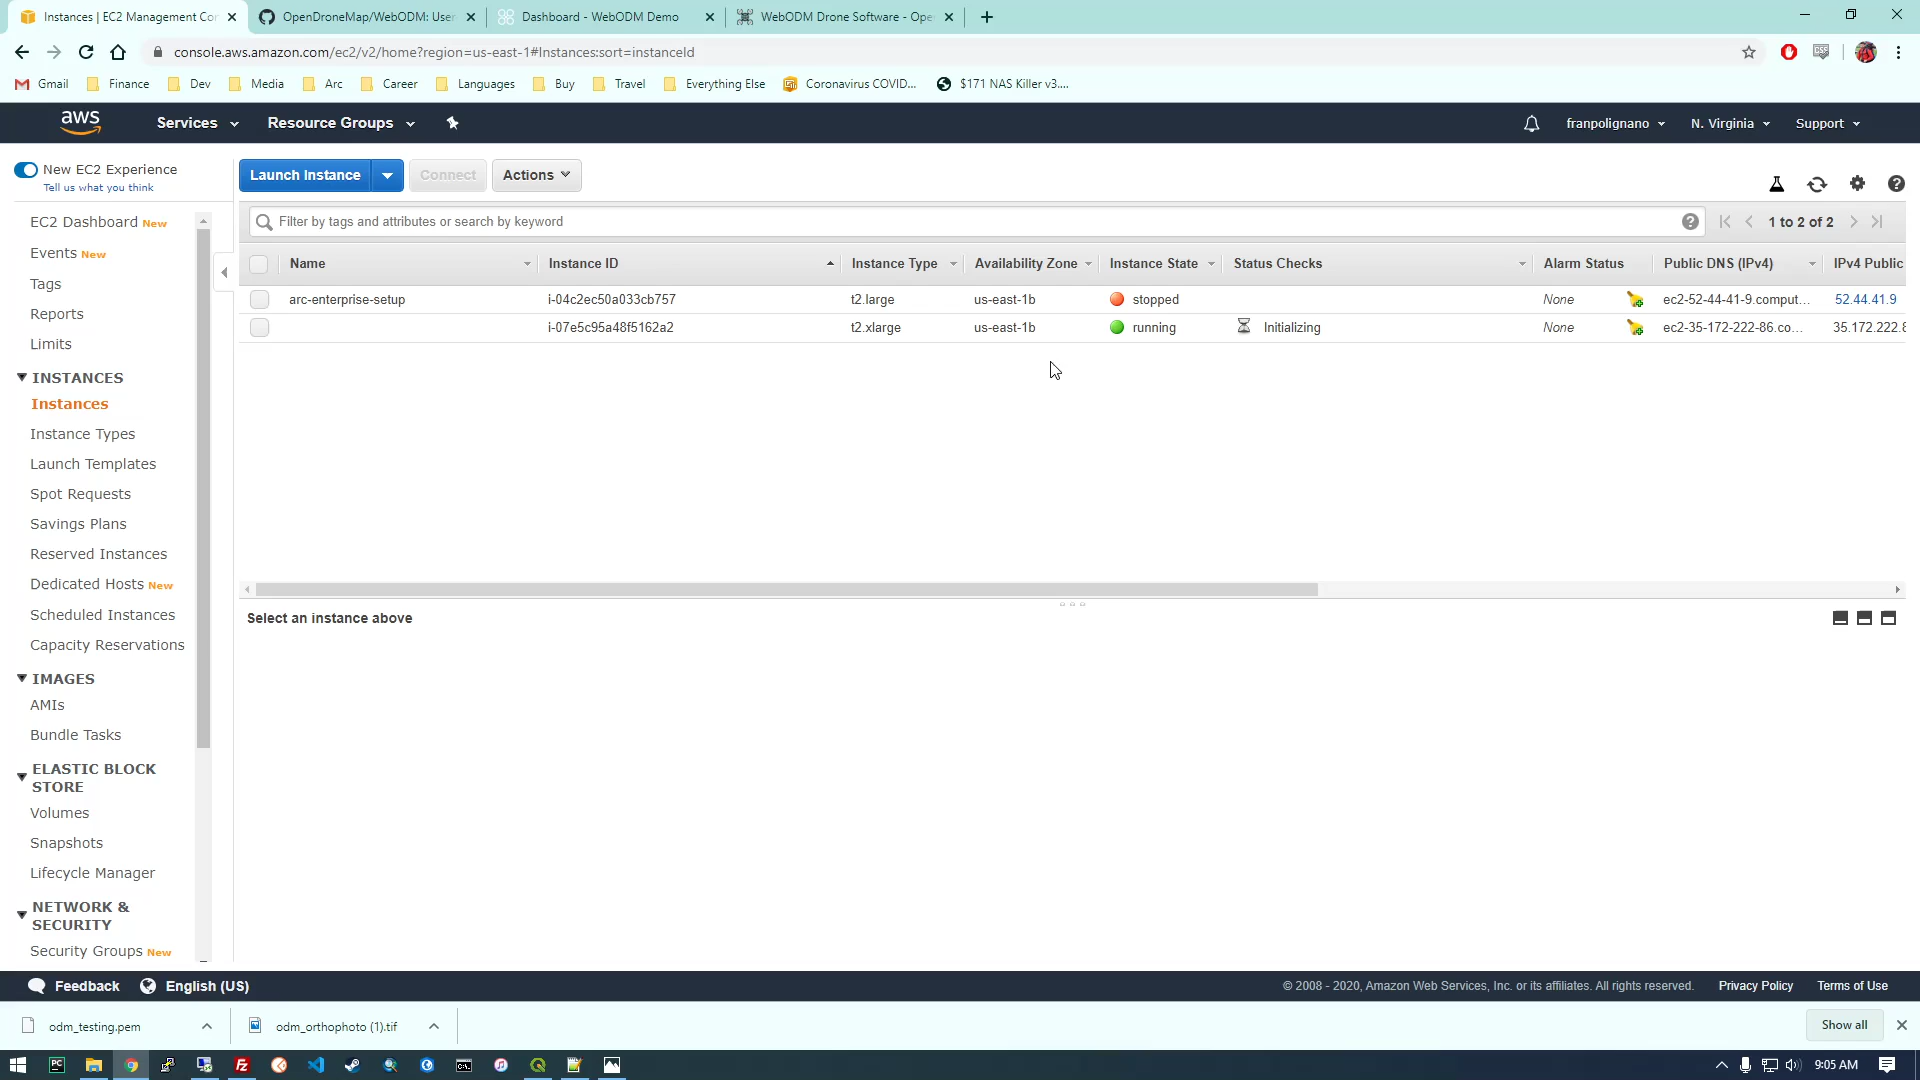 Instances | EC2 Management Con
OpenDroneMap/WebODM: User
Dashboard - WebODM Demo
WebODM Drone Software - Ope
console.aws.amazon.com/ec2/v2/home?region=us-east-1#Instances:sort=instanceId
Gmail
Finance
Dev
Media
Arc
Career
Languages
Buy
Travel
Everything Else
Coronavirus COVID...
$171 NAS Killer v3....
aws
Services
Resource Groups
franpolignano
N. Virginia
Support
New EC2 Experience
Tell us what you think
Launch Instance
Connect
Actions
EC2 Dashboard New
Events New
Tags
Reports
Limits
INSTANCES
Instances
Instance Types
Launch Templates
Spot Requests
Savings Plans
Reserved Instances
Dedicated Hosts New
Scheduled Instances
Capacity Reservations
IMAGES
AMIs
Bundle Tasks
ELASTIC BLOCK
STORE
Volumes
Snapshots
Lifecycle Manager
NETWORK &
SECURITY
Security Groups New
Filter by tags and attributes or search by keyword
1 to 2 of 2
Name Instance ID Instance Type Availability Zone Instance State Status Checks Alarm Status Public DNS (IPv4) IPv4 Public
arc-enterprise-setup i-04c2ec50a033cb757 t2.large us-east-1b stopped None ec2-52-44-41-9.comput... 52.44.41.9
i-07e5c95a48f5162a2 t2.xlarge us-east-1b running Initializing None ec2-35-172-222-86.co... 35.172.222.8
Select an instance above
Feedback
English (US)
© 2008 - 2020, Amazon Web Services, Inc. or its affiliates. All rights reserved.
Privacy Policy
Terms of Use
odm_testing.pem
odm_orthophoto (1).tif
Show all
9:05 AM